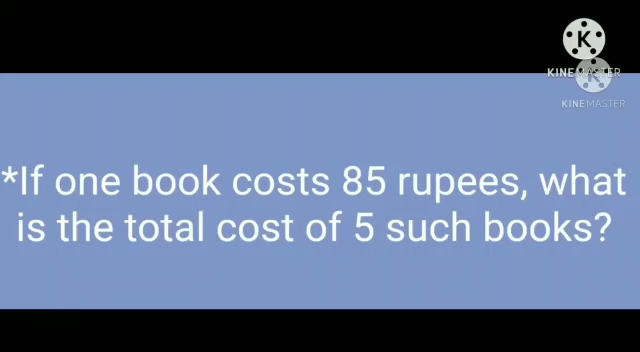 K
KINEMASTER
K
KINEMASTER
*If one book costs 85 rupees, what
is the total cost of 5 such books?